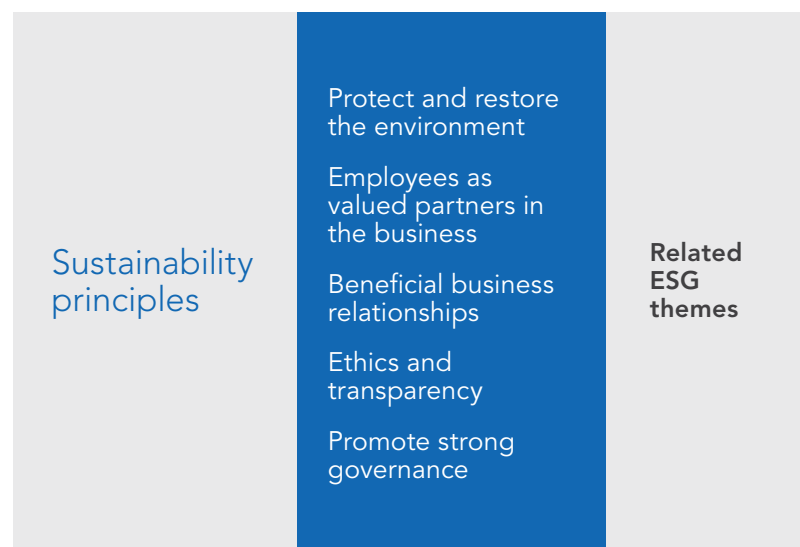 Sustainability
principles
Protect and restore
the environment
Employees as
valued partners in
the business
Beneficial business
relationships
Ethics and
transparency
Promote strong
governance
Related
ESG
themes